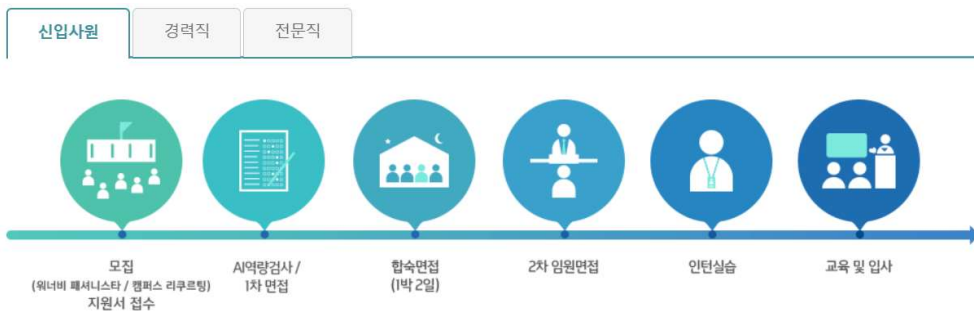 신입사원
경력직
전문직
모집
(워너비 패셔니스타 / 캠퍼스 리쿠르팅)
지원서 접수
AI역량검사 /
1차 면접
합숙면접
(1박 2일)
2차 임원면접
인턴실습
교육 및 입사